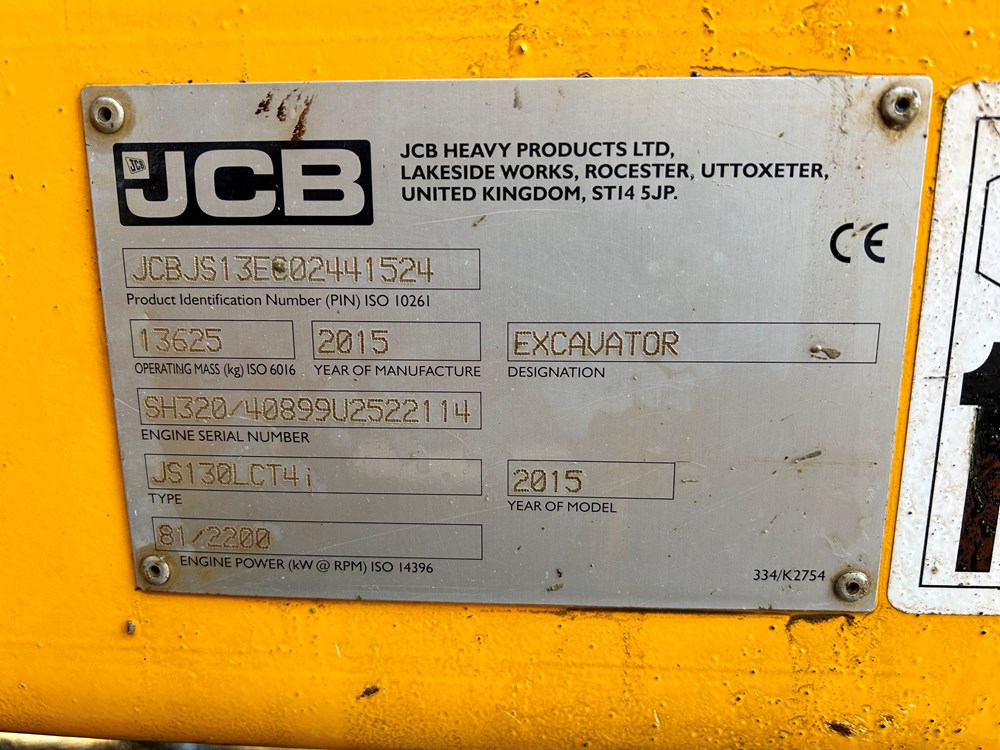 JCB
JCB
JCB HEAVY PRODUCTS LTD,
LAKESIDE WORKS, ROCESTER, UTTOXETER,
UNITED KINGDOM, ST14 5JP.
CE
Product Identification Number (PIN) ISO 10261
13625
2015
EXCAVATOR
OPERATING MASS (kg) ISO 6016
YEAR OF MANUFACTURE
DESIGNATION
SH320/40899U2522114
ENGINE SERIAL NUMBER
JS130LCT4i
2015
TYPE
YEAR OF MODEL
81/2200
ENGINE POWER (kW @ RPM) ISO 14396
334/K2754